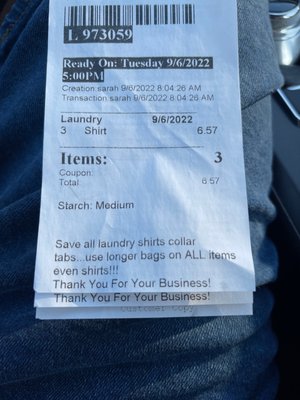 L 973059
Ready On: Tuesday 9/6/2022
5:00PM
Creation:sarah 9/6/2022 8:04:26 AM
Transaction:sarah 9/6/2022 8:04:26 AM
Laundry 9/6/2022
3 Shirt 6.57
Items: 3
Coupon:
Total: 6.57
Starch: Medium
Save all laundry shirts collar
tabs...use longer bags on ALL items
even shirts!!!
Thank You For Your Business!
Thank You For Your Business!
Customer Copy